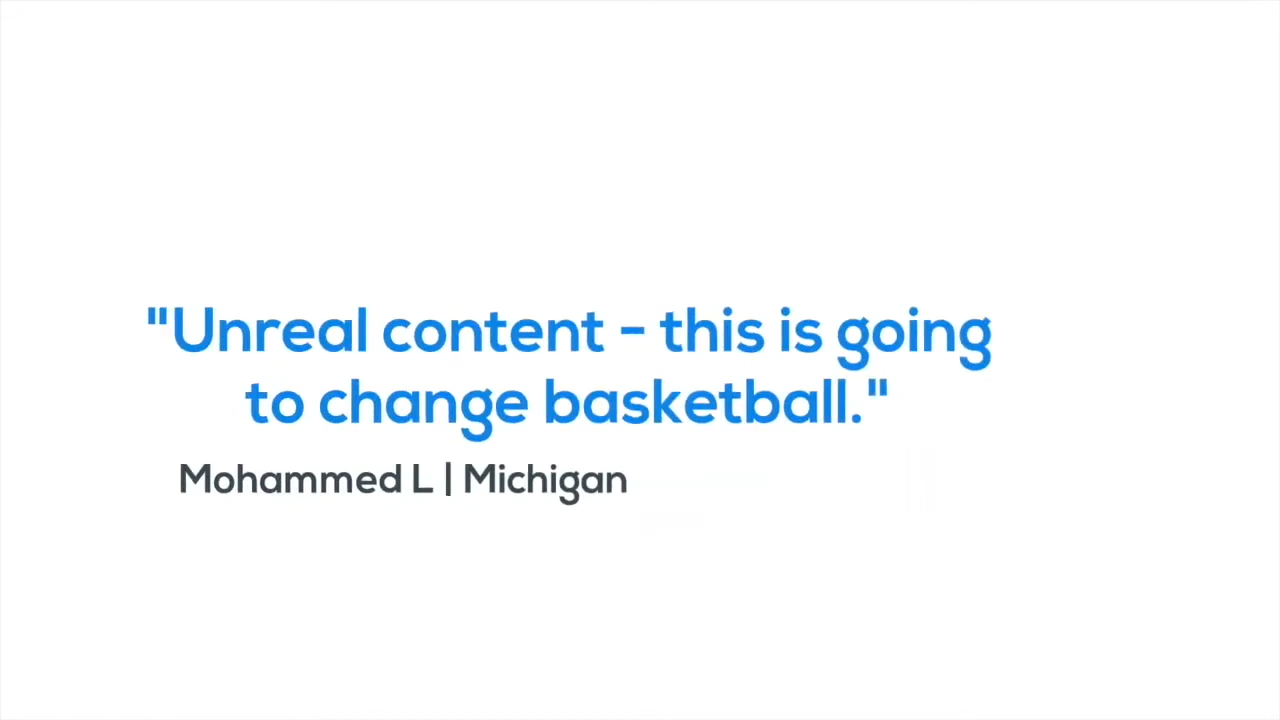 "Unreal content - this is going
to change basketball."
Mohammed L | Michigan